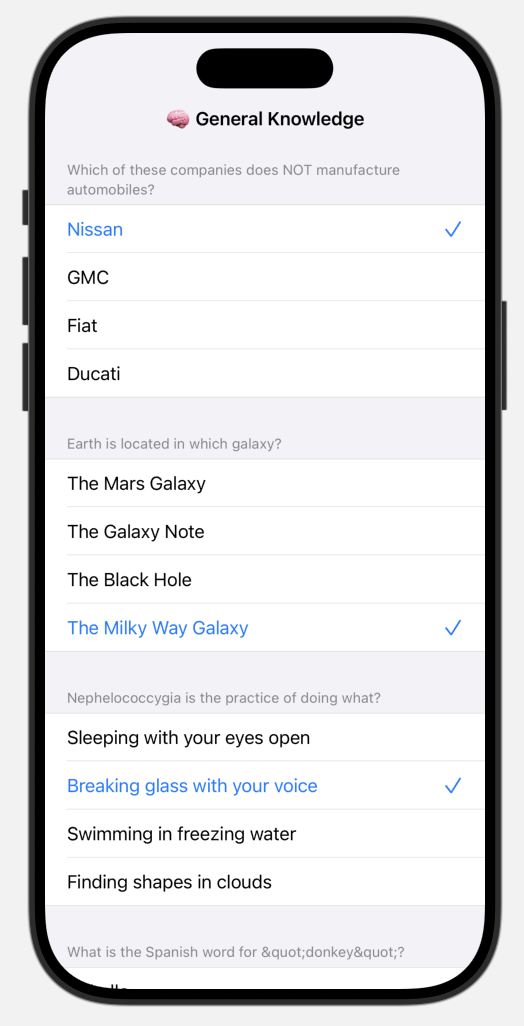 🧠 General Knowledge
Which of these companies does NOT manufacture
automobiles?
Nissan
GMC
Fiat
Ducati
Earth is located in which galaxy?
The Mars Galaxy
The Galaxy Note
The Black Hole
The Milky Way Galaxy
Nephelococcygia is the practice of doing what?
Sleeping with your eyes open
Breaking glass with your voice
Swimming in freezing water
Finding shapes in clouds
What is the Spanish word for &quot;donkey&quot;?